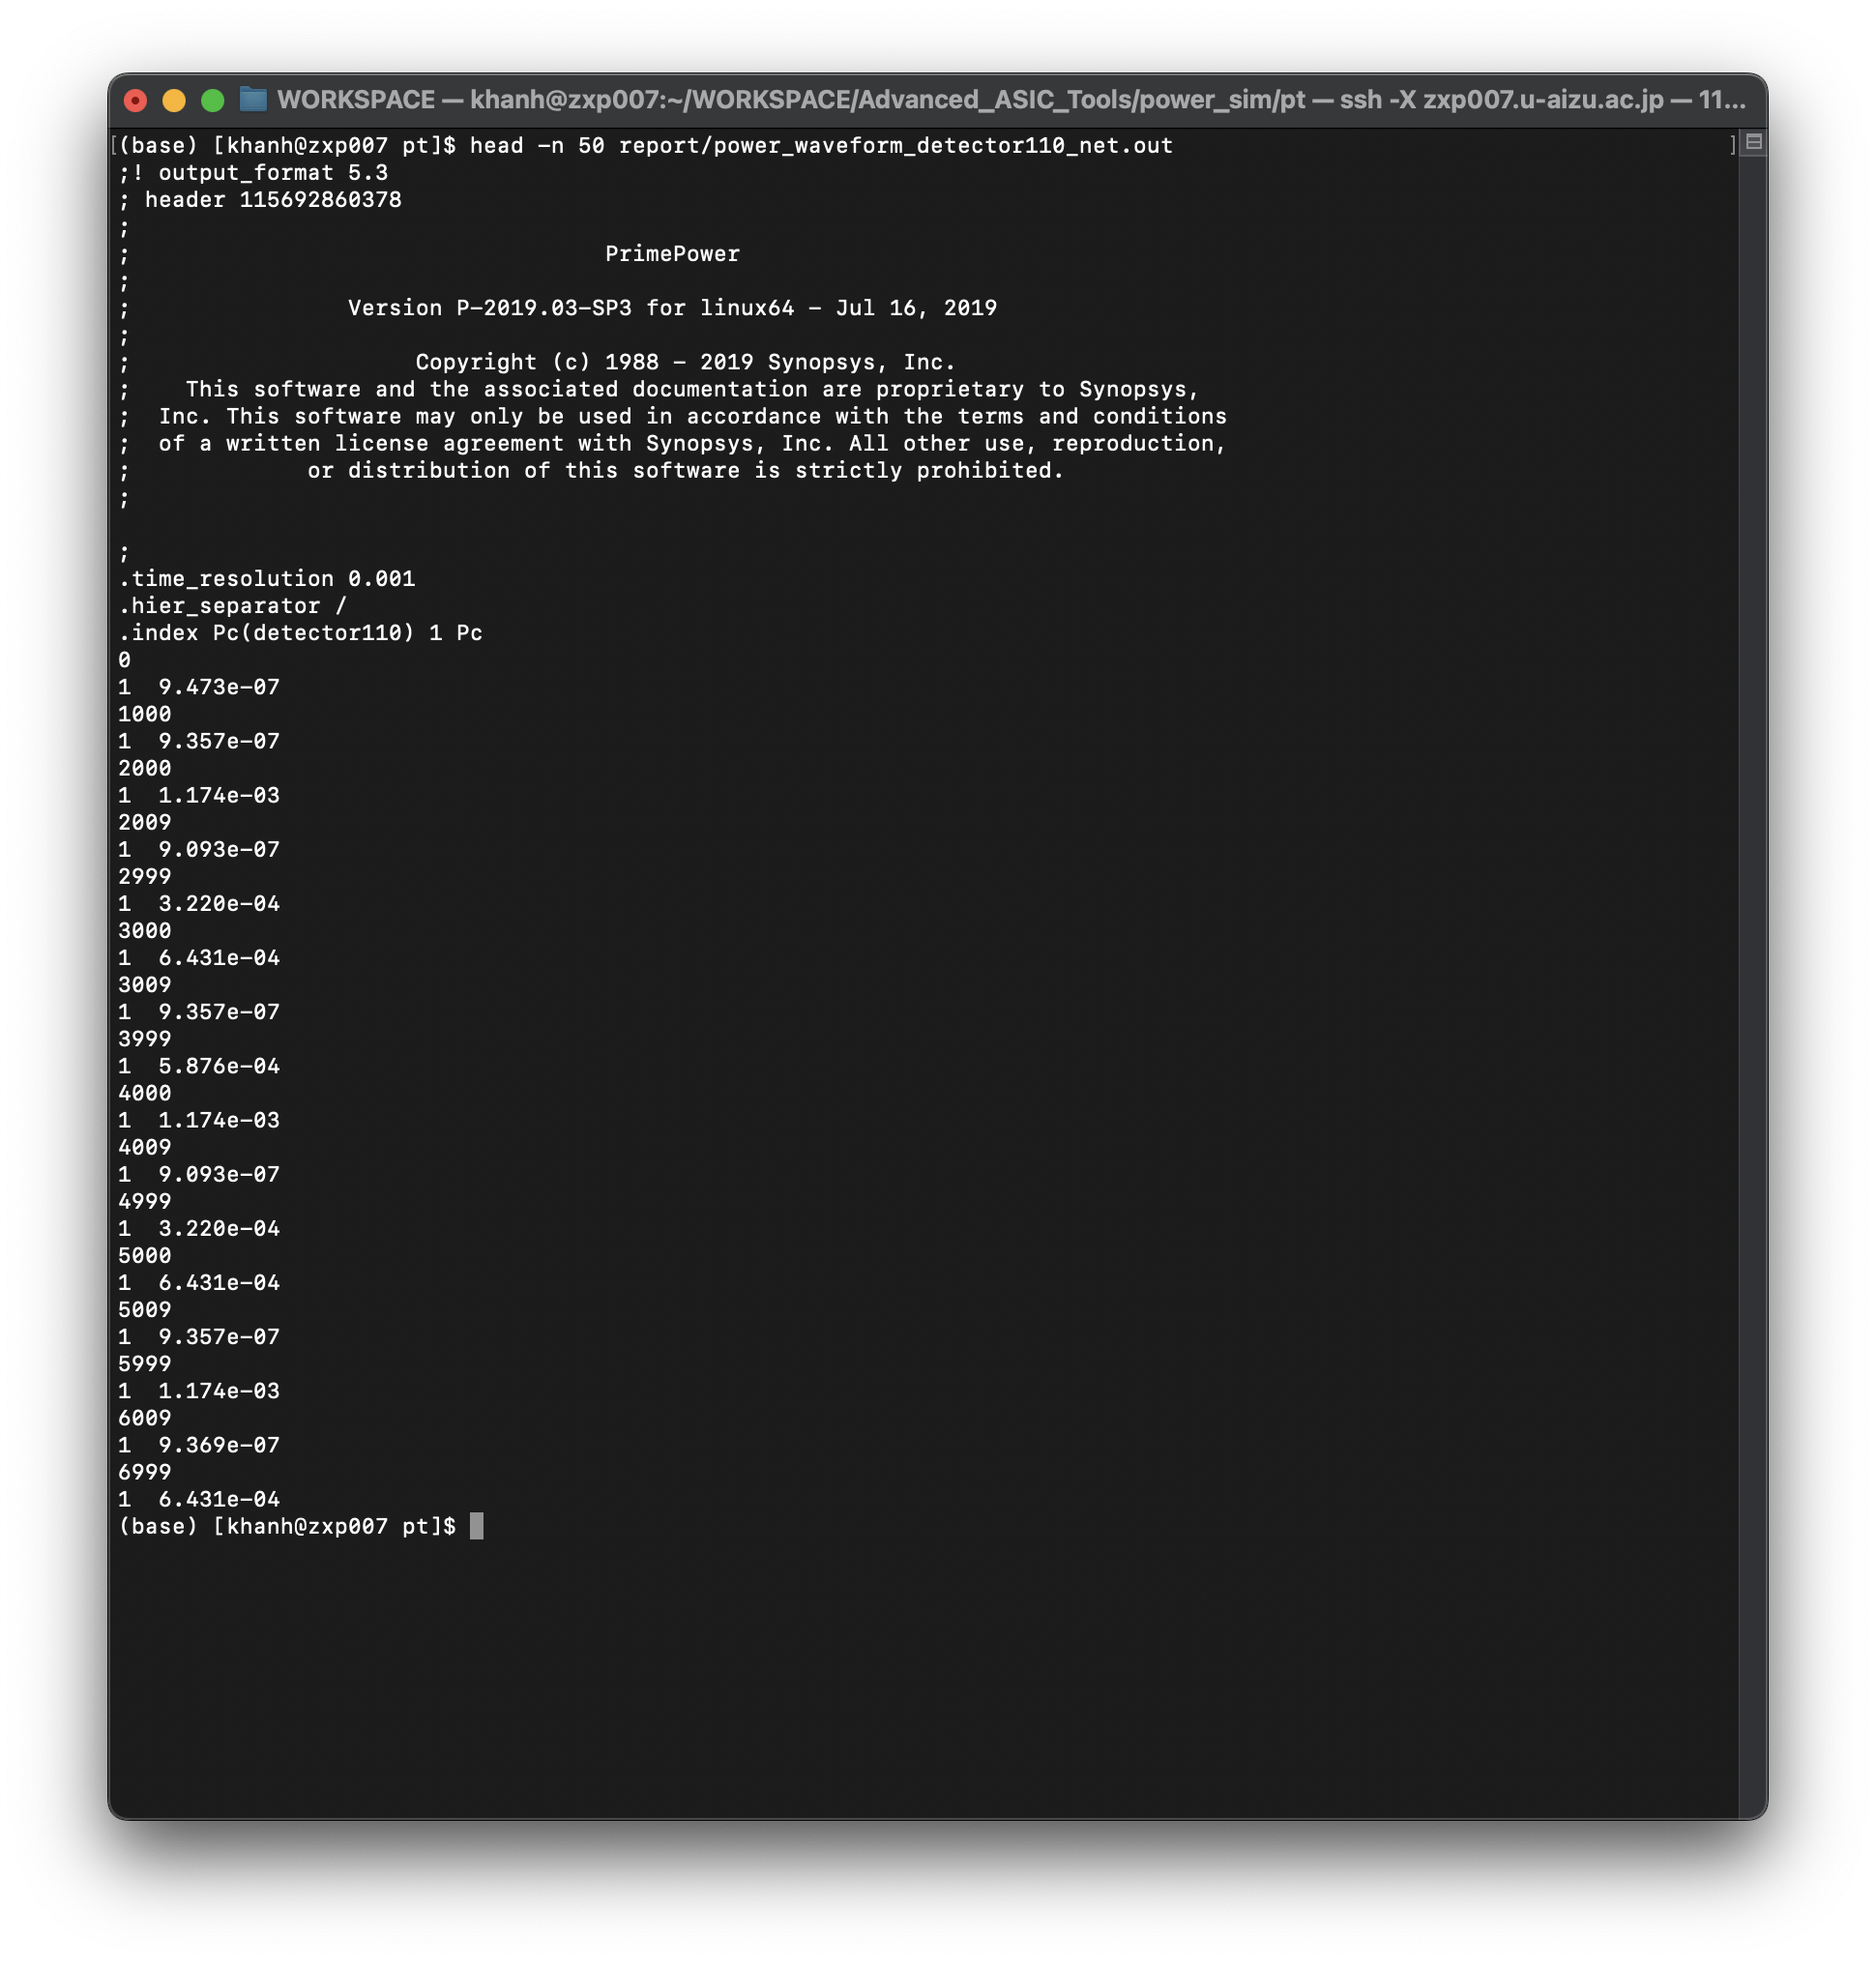 WORKSPACE — khanh@zxp007:~/WORKSPACE/Advanced_ASIC_Tools/power_sim/pt — ssh -X zxp007.u-aizu.ac.jp — 11...
[(base) [khanh@zxp007 pt]$ head -n 50 report/power_waveform_detector110_net.out ]
;! output_format 5.3
; header 115692860378
;
; PrimePower
;
; Version P-2019.03-SP3 for linux64 - Jul 16, 2019
;
; Copyright (c) 1988 - 2019 Synopsys, Inc.
; This software and the associated documentation are proprietary to Synopsys,
; Inc. This software may only be used in accordance with the terms and conditions
; of a written license agreement with Synopsys, Inc. All other use, reproduction,
; or distribution of this software is strictly prohibited.
;
;
.time_resolution 0.001
.hier_separator /
.index Pc(detector110) 1 Pc
0
1  9.473e-07
1000
1  9.357e-07
2000
1  1.174e-03
2009
1  9.093e-07
2999
1  3.220e-04
3000
1  6.431e-04
3009
1  9.357e-07
3999
1  5.876e-04
4000
1  1.174e-03
4009
1  9.093e-07
4999
1  3.220e-04
5000
1  6.431e-04
5009
1  9.357e-07
5999
1  1.174e-03
6009
1  9.369e-07
6999
1  6.431e-04
(base) [khanh@zxp007 pt]$